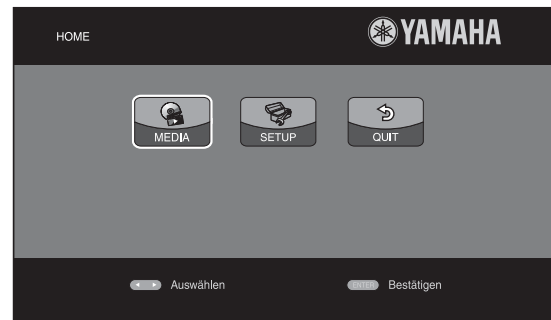 HOME
YAMAHA
MEDIA
SETUP
QUIT
Auswählen
ENTER Bestätigen